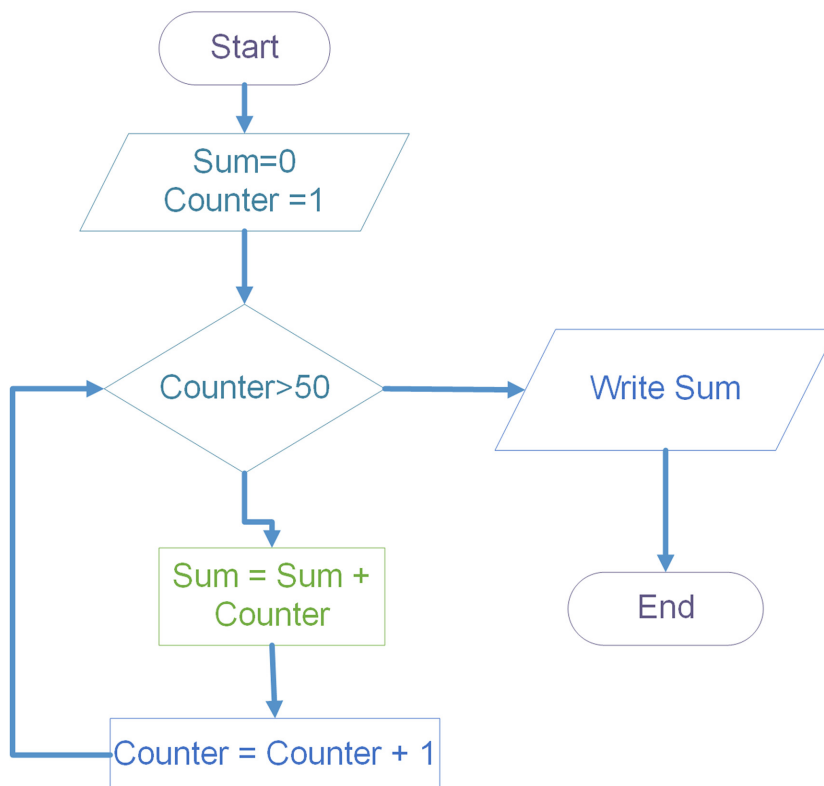 Start
Sum=0
Counter =1
Counter>50
Write Sum
Sum = Sum +
Counter
End
Counter = Counter + 1